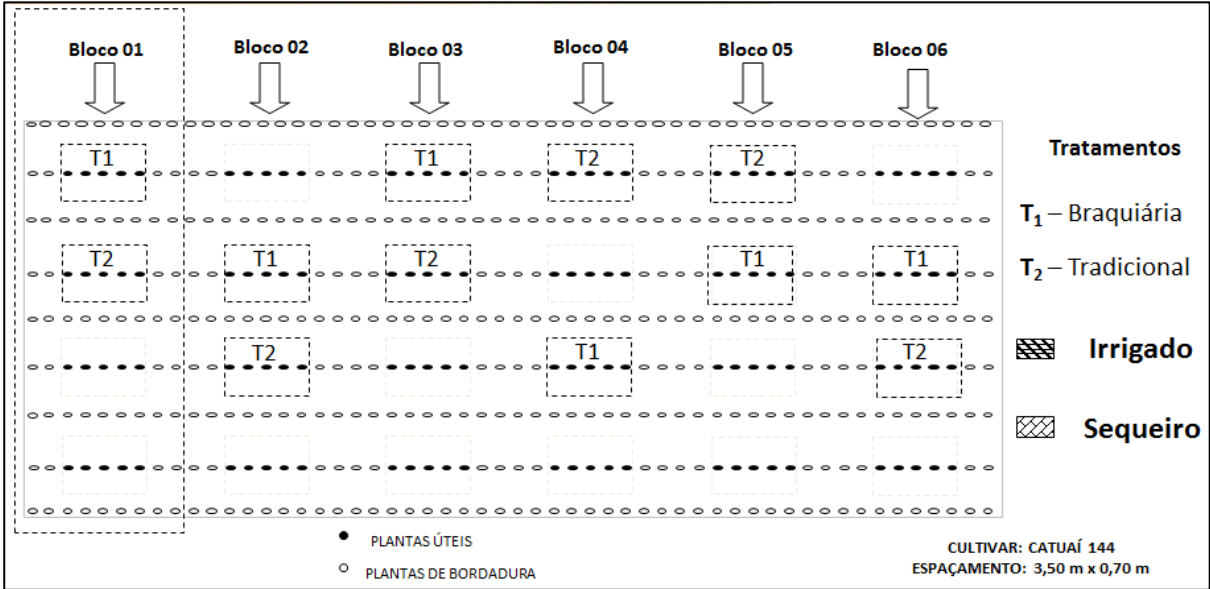 Bloco 01 Bloco 02 Bloco 03 Bloco 04 Bloco 05 Bloco 06
T1 T1 T2 T2
T2 T1 T2 T1 T1
T2 T1 T2
Tratamentos
T1 – Braquiária
T2 – Tradicional
Irrigado
Sequeiro
PLANTAS ÚTEIS
PLANTAS DE BORDADURA
CULTIVAR: CATUAÍ 144
ESPAÇAMENTO: 3,50 m x 0,70 m